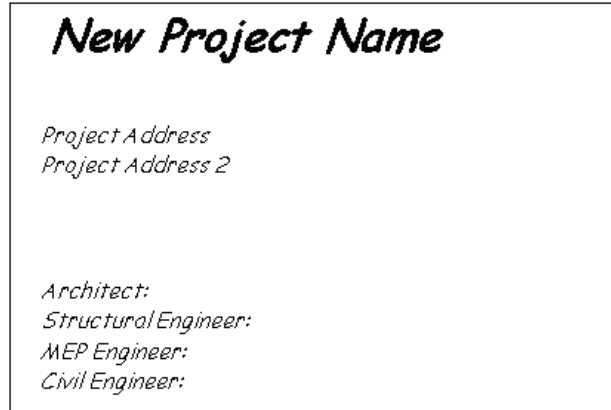 New Project Name
Project Address
Project Address 2
Architect:
Structural Engineer:
MEP Engineer:
Civil Engineer: